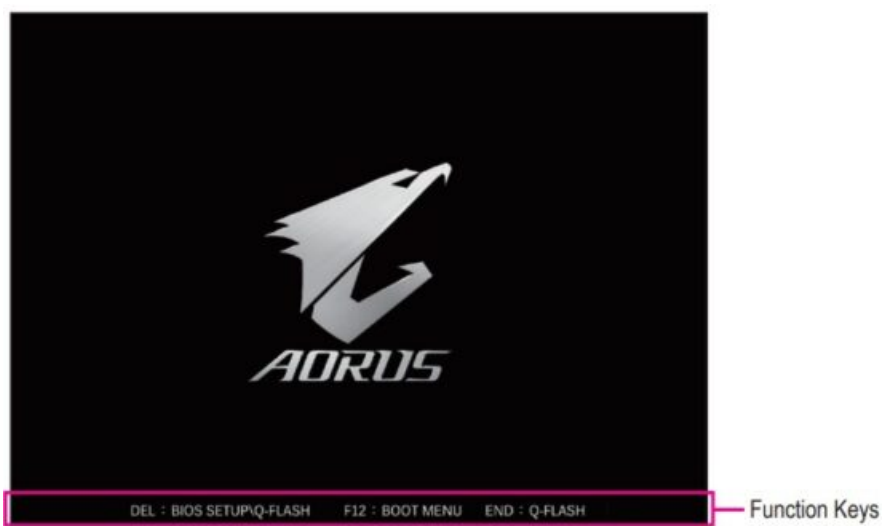 AORUS
DEL : BIOS SETUP\Q-FLASH F12 : BOOT MENU END : Q-FLASH
Function Keys